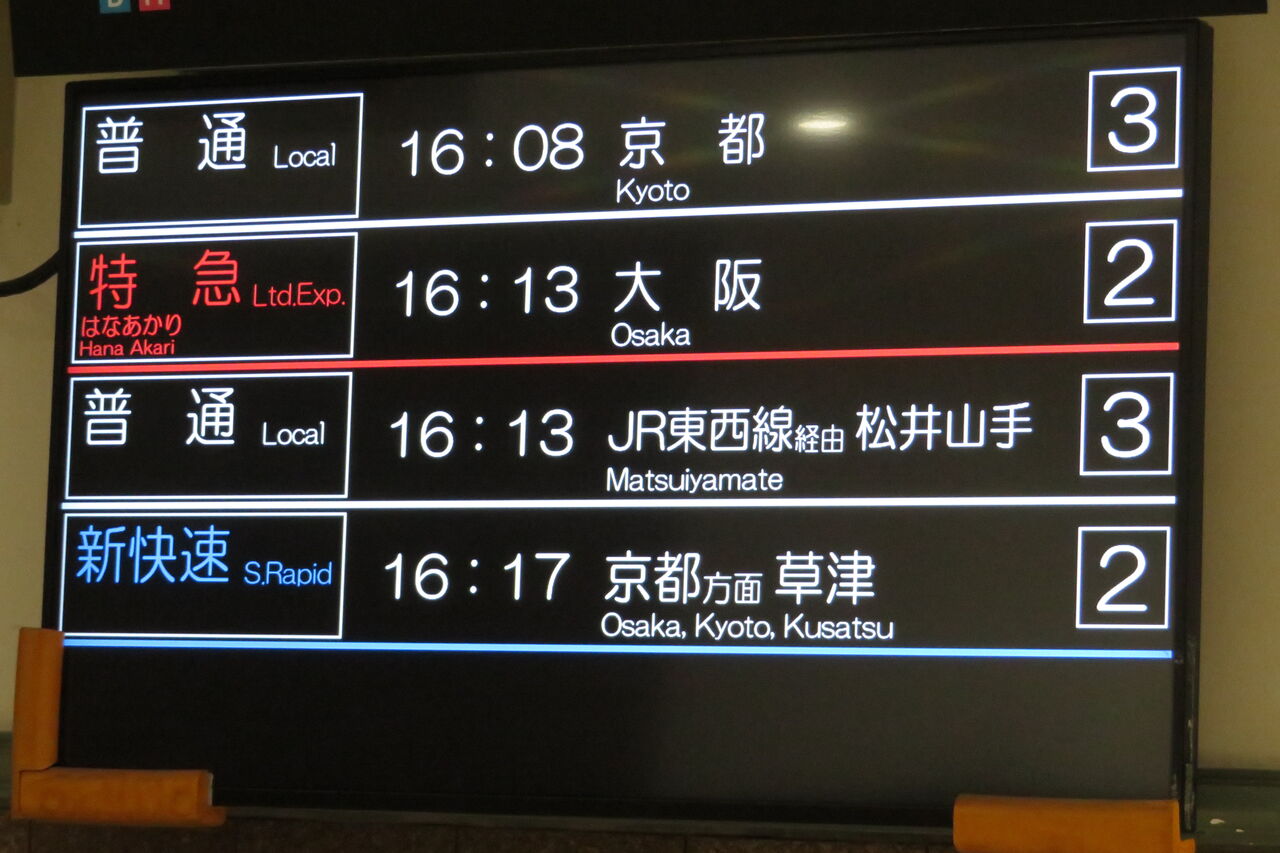 普通 Local 16:08 京都 3
Kyoto
特急 Ltd.Exp. 16:13 大阪 2
はなあかり
Hana Akari Osaka
普通 Local 16:13 JR東西線経由 松井山手 3
Matsuiyamate
新快速 S.Rapid 16:17 京都方面 草津 2
Osaka, Kyoto, Kusatsu